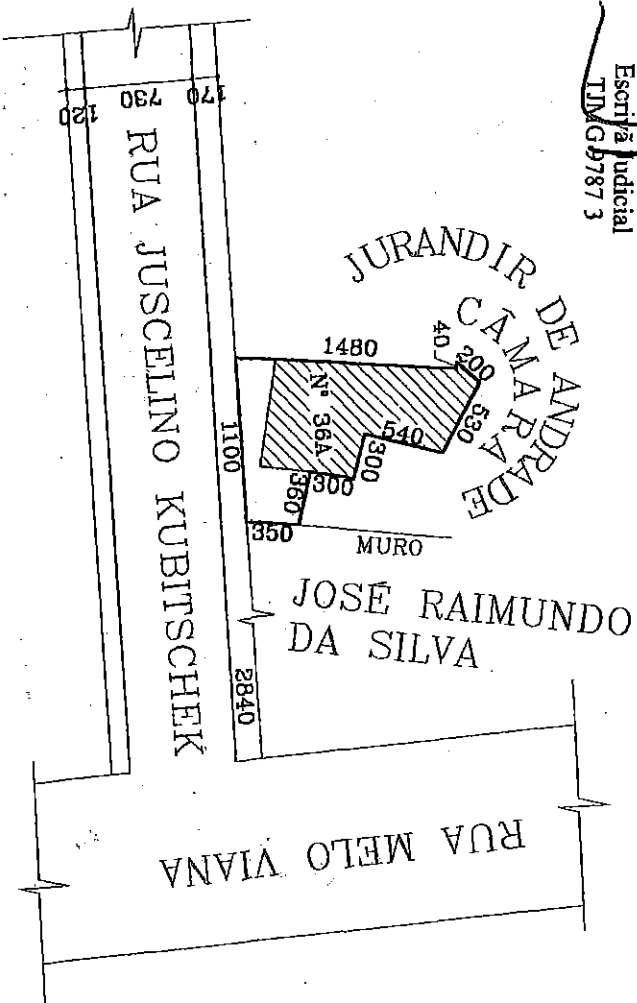 Escrivã Judicial
TJMG 9787 3
170
730
120
RUA JUSCELINO KUBITSCHEK
JURANDIR DE ANDRADE
CÂMARA
1480
40
200
530
540
300
N° 36A
300
360
350
1100
MURO
JOSÉ RAIMUNDO
DA SILVA
2840
RUA MELO VIANA